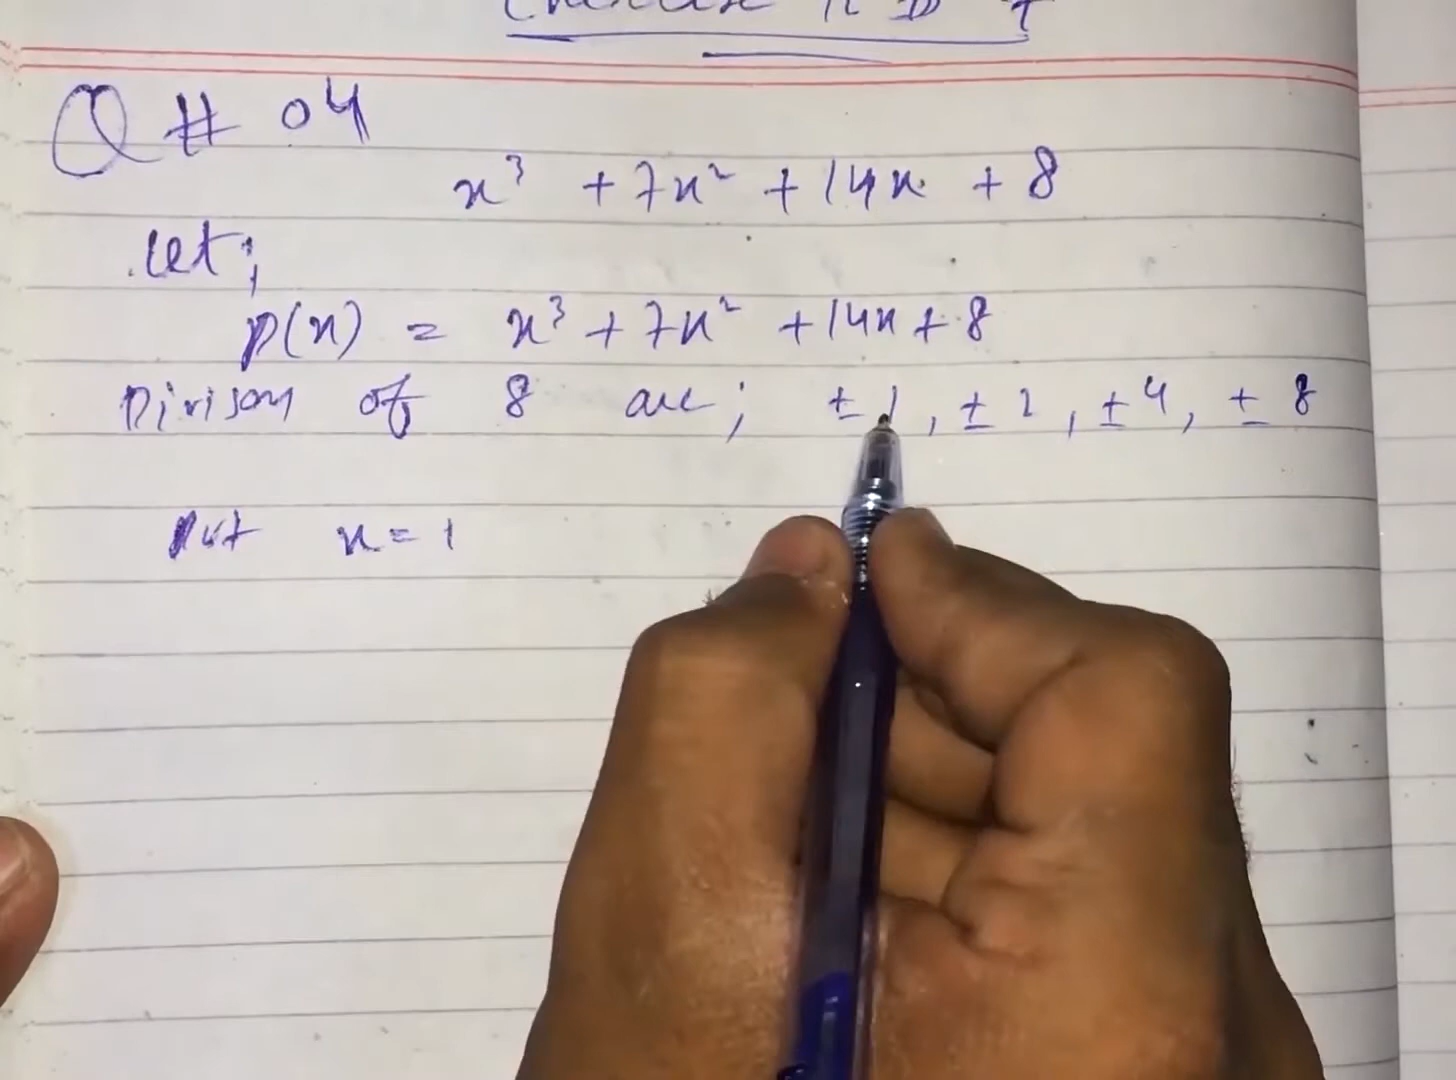 Q # 04
x³ + 7x² + 14x + 8
let;
p(x) = x³ + 7x² + 14x + 8
Divisors of 8 are; ±1, ±2, ±4, ±8
put x = 1